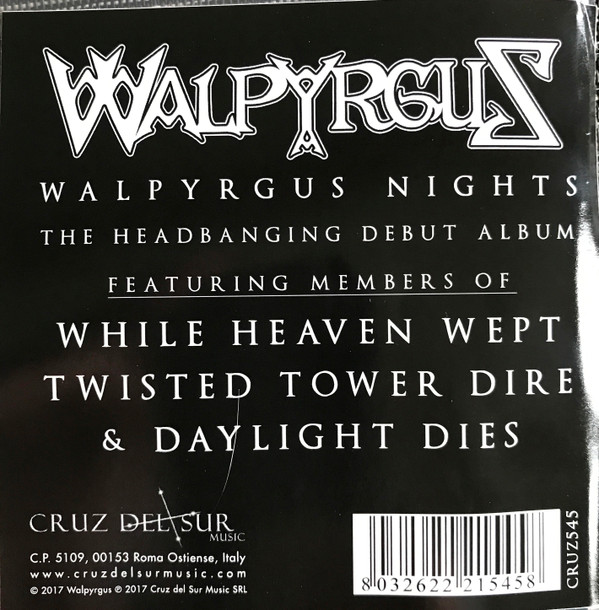 WALPYRGUS
WALPYRGUS NIGHTS
THE HEADBANGING DEBUT ALBUM
FEATURING MEMBERS OF
WHILE HEAVEN WEPT
TWISTED TOWER DIRE
& DAYLIGHT DIES
CRUZ DEL SUR
MUSIC
C.P. 5109, 00153 Roma Ostiense, Italy
www.cruzdelsurmusic.com
© 2017 Walpyrgus ℗ 2017 Cruz del Sur Music SRL
8 032622 215458
CRUZ545